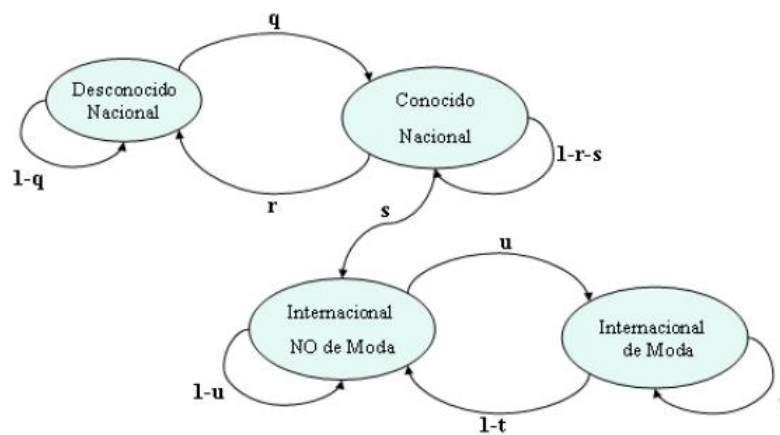 q
Desconocido
Nacional
Conocido
Nacional
1-q
1-r-s
r
s
u
Internacional
NO de Moda
Internacional
de Moda
1-u
1-t